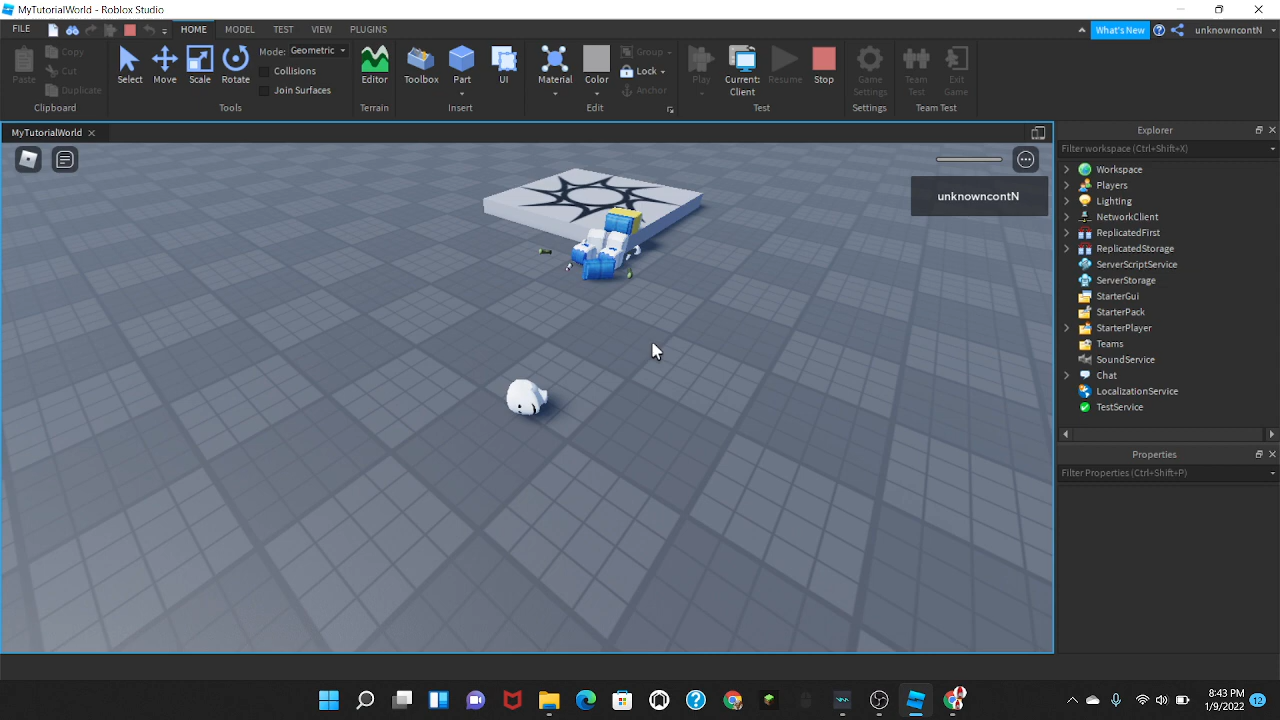 MyTutorialWorld - Roblox Studio
FILE HOME MODEL TEST VIEW PLUGINS What's New unknowncontN
Paste Copy Cut Duplicate
Select Move Scale Rotate
Mode: Geometric
Collisions
Join Surfaces
Editor Toolbox Part UI Material Color Group Lock Anchor
Play Current: Client Resume Stop Game Settings Team Test Exit Game
Clipboard Tools Terrain Insert Edit Test Settings Team Test
MyTutorialWorld
unknowncontN
Explorer
Filter workspace (Ctrl+Shift+X)
Workspace
Players
Lighting
NetworkClient
ReplicatedFirst
ReplicatedStorage
ServerScriptService
ServerStorage
StarterGui
StarterPack
StarterPlayer
Teams
SoundService
Chat
LocalizationService
TestService
Properties
Filter Properties (Ctrl+Shift+P)
8:43 PM
1/9/2022
12